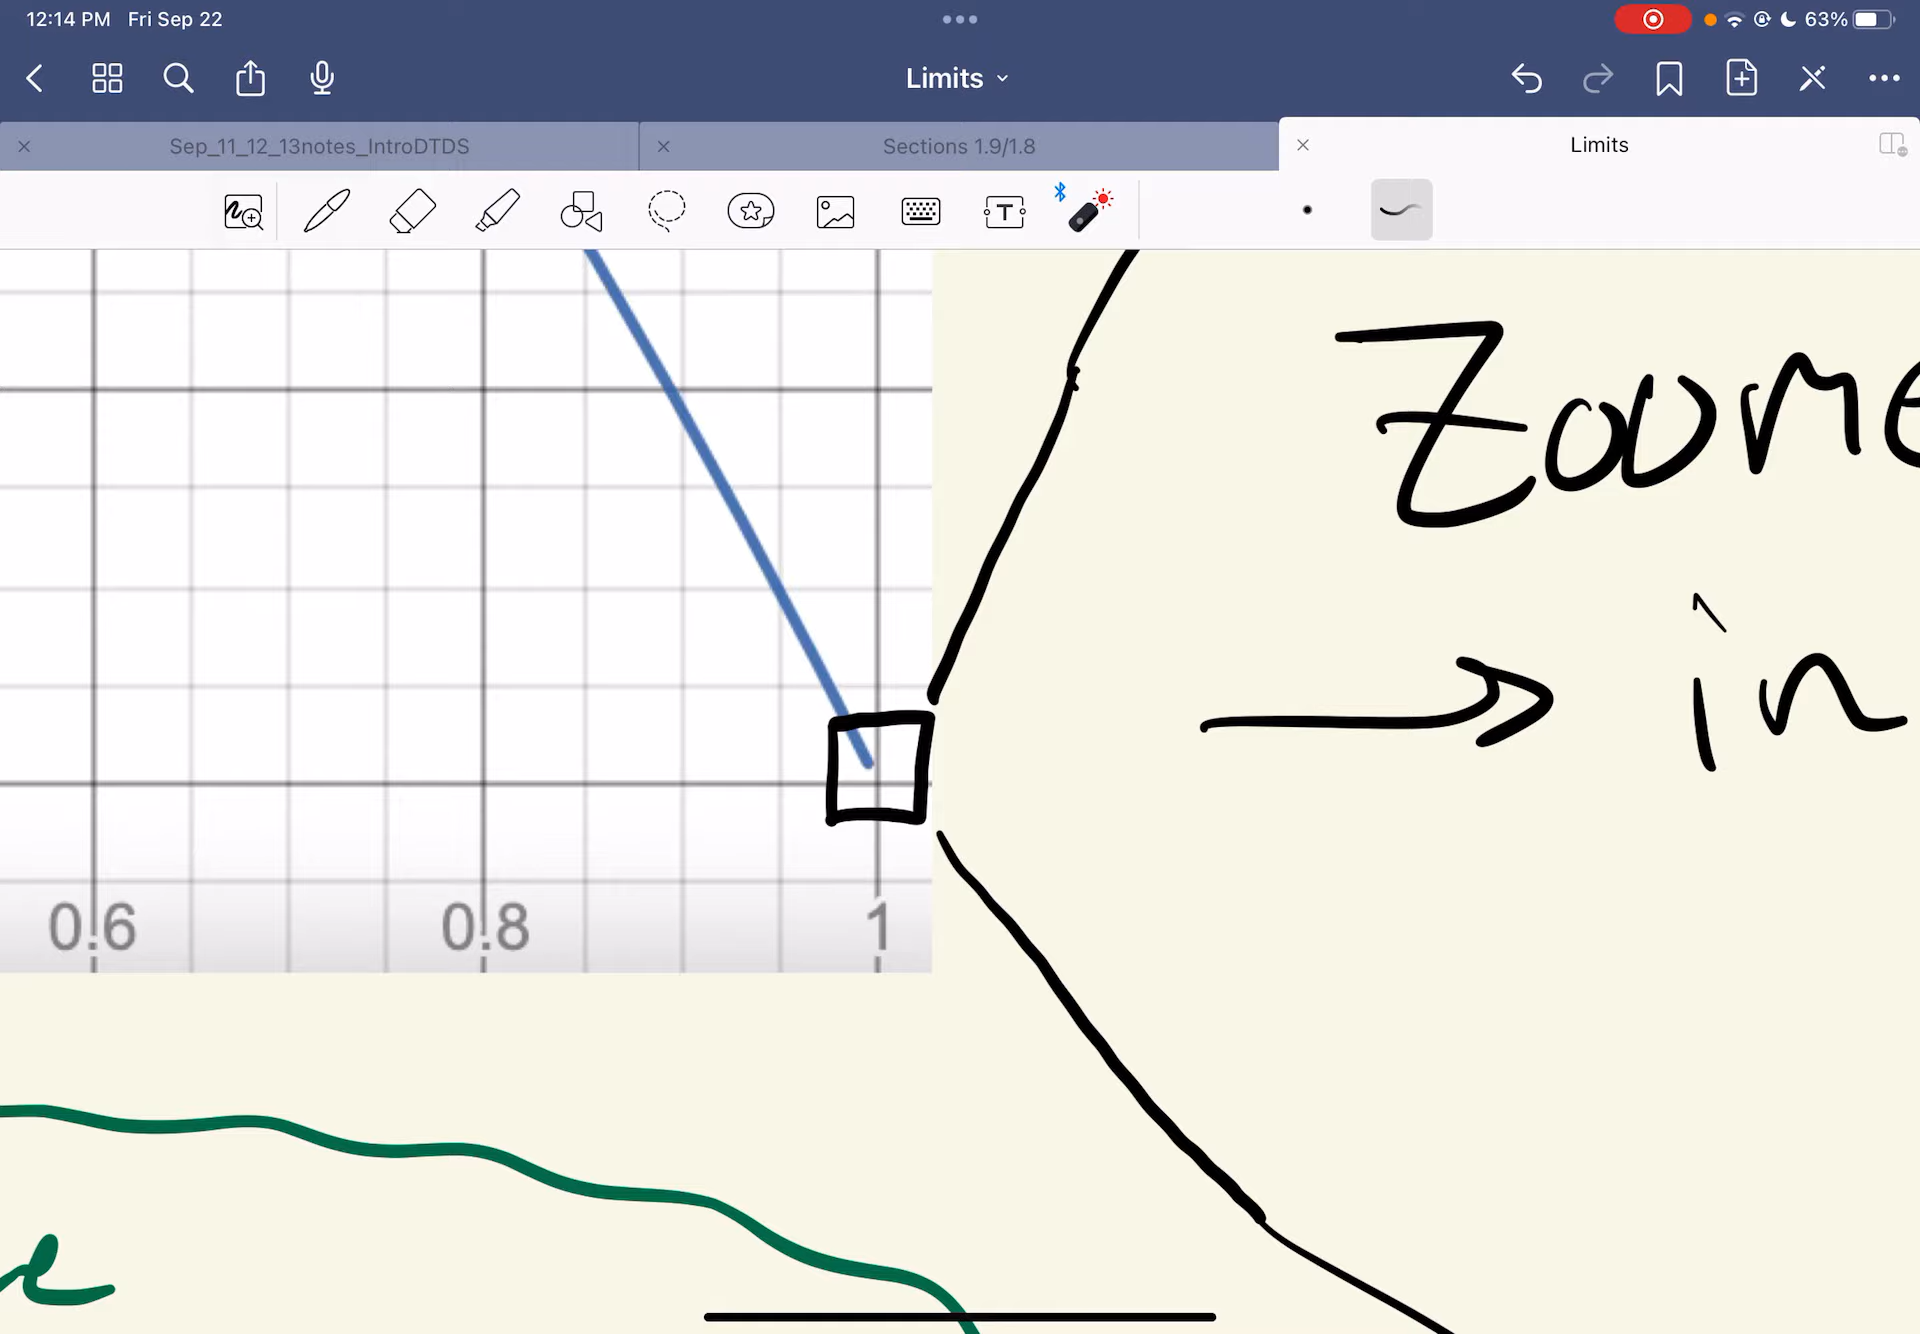 12:14 PM Fri Sep 22
63%
Limits
Sep_11_12_13notes_IntroDTDS
Sections 1.9/1.8
Limits
T
Zoome
in
0.6
0.8
1